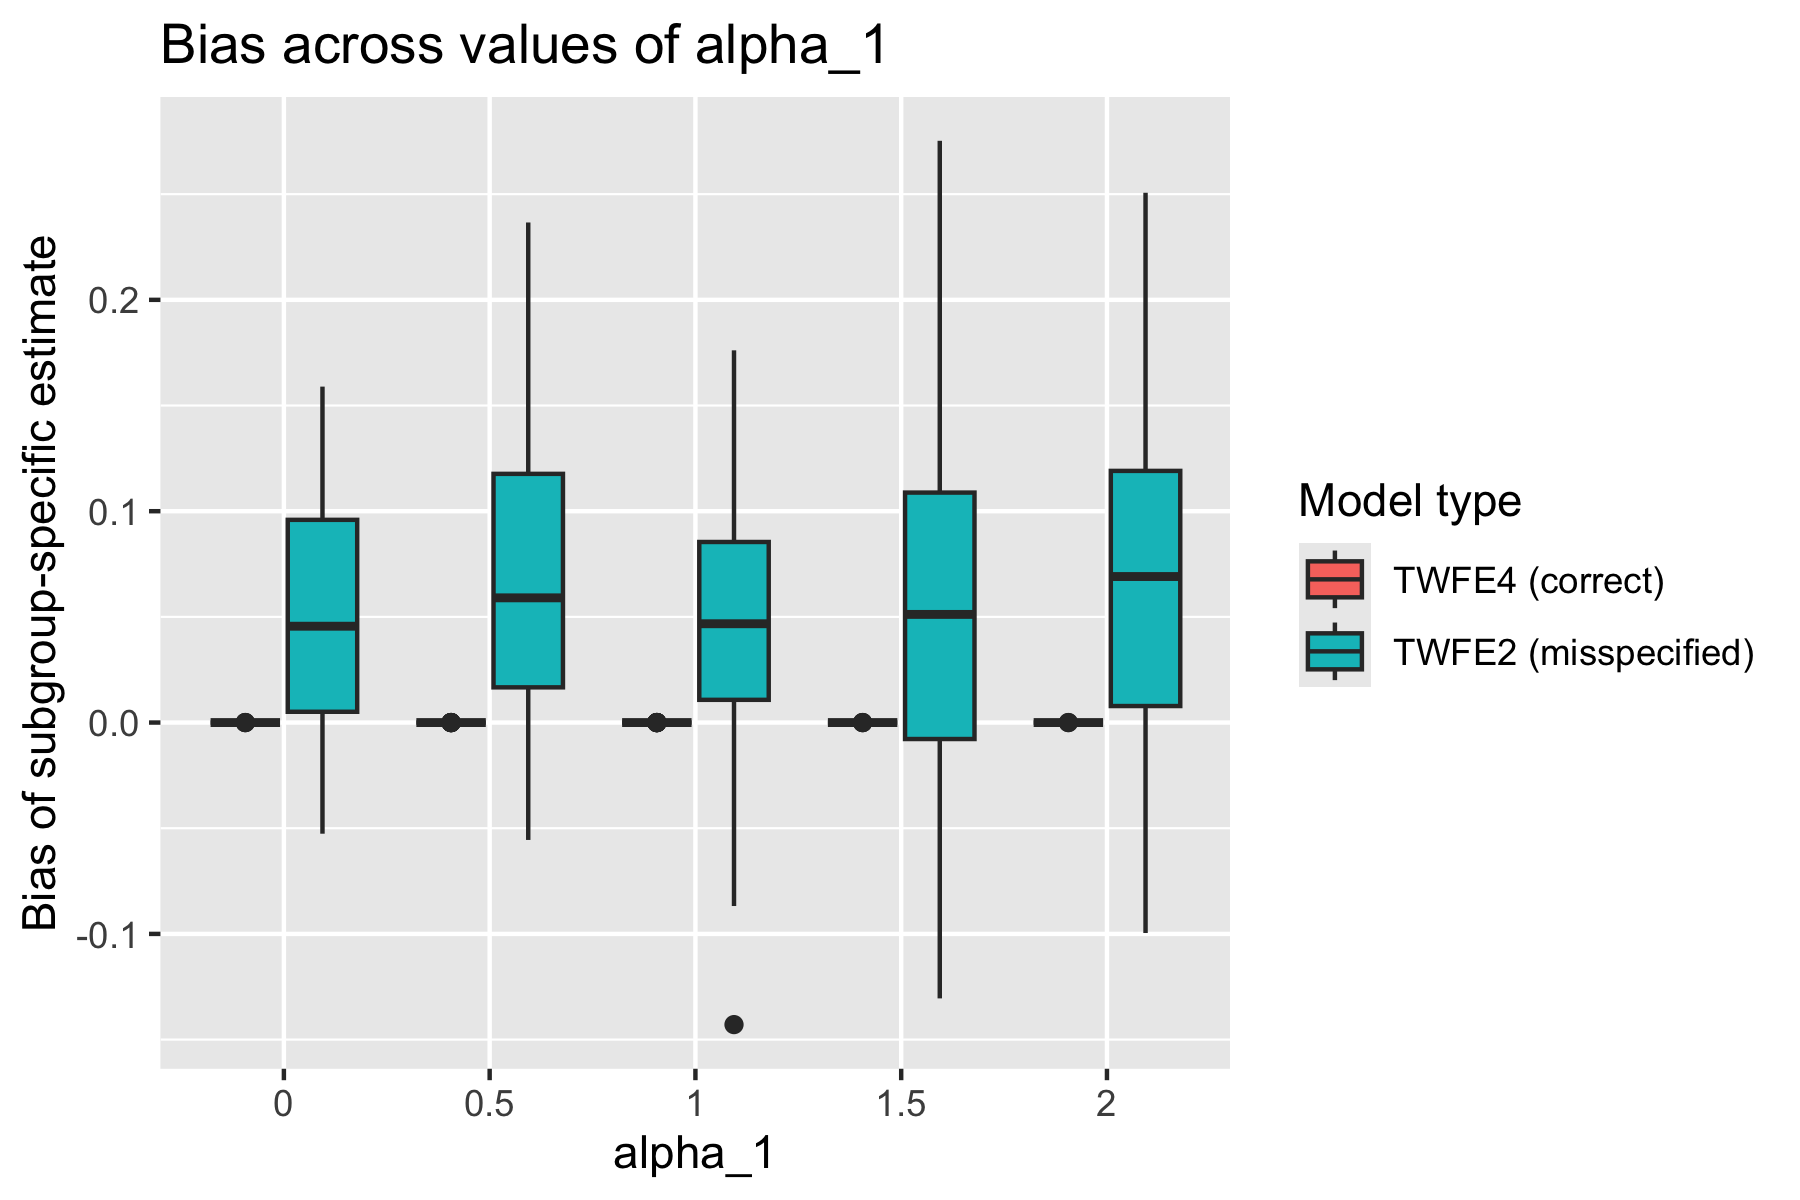 Bias across values of alpha_1
Bias of subgroup-specific estimate
0.2
0.1
0.0
-0.1
0
0.5
1
1.5
2
alpha_1
Model type
TWFE4 (correct)
TWFE2 (misspecified)